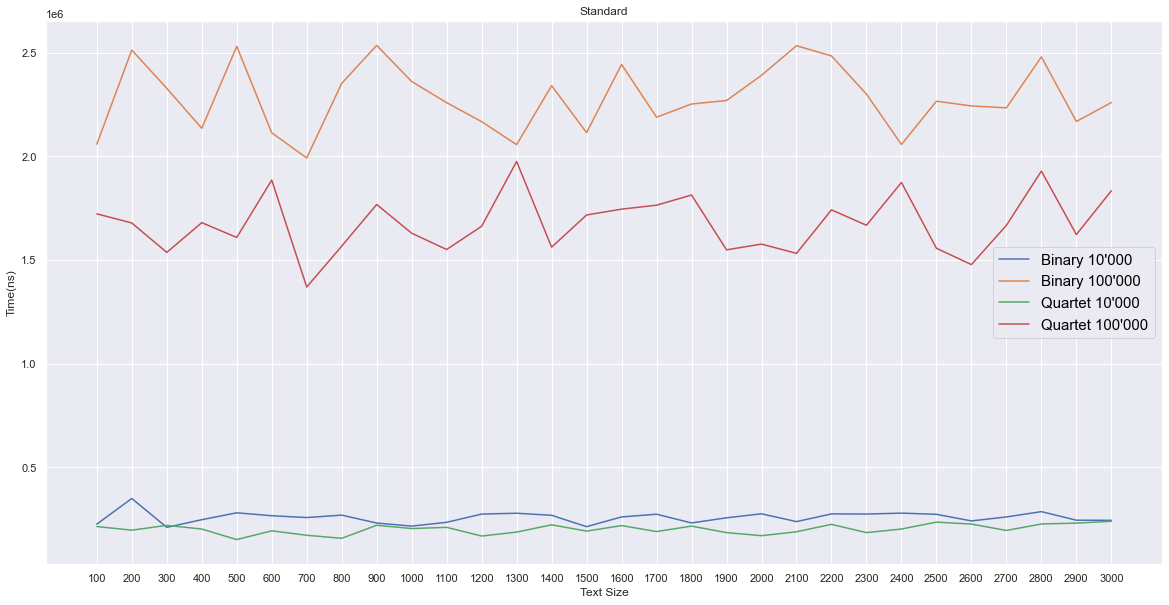 Standard
1e6
2.5
2.0
1.5
1.0
0.5
Time(ns)
Binary 10'000
Binary 100'000
Quartet 10'000
Quartet 100'000
100 200 300 400 500 600 700 800 900 1000 1100 1200 1300 1400 1500 1600 1700 1800 1900 2000 2100 2200 2300 2400 2500 2600 2700 2800 2900 3000
Text Size